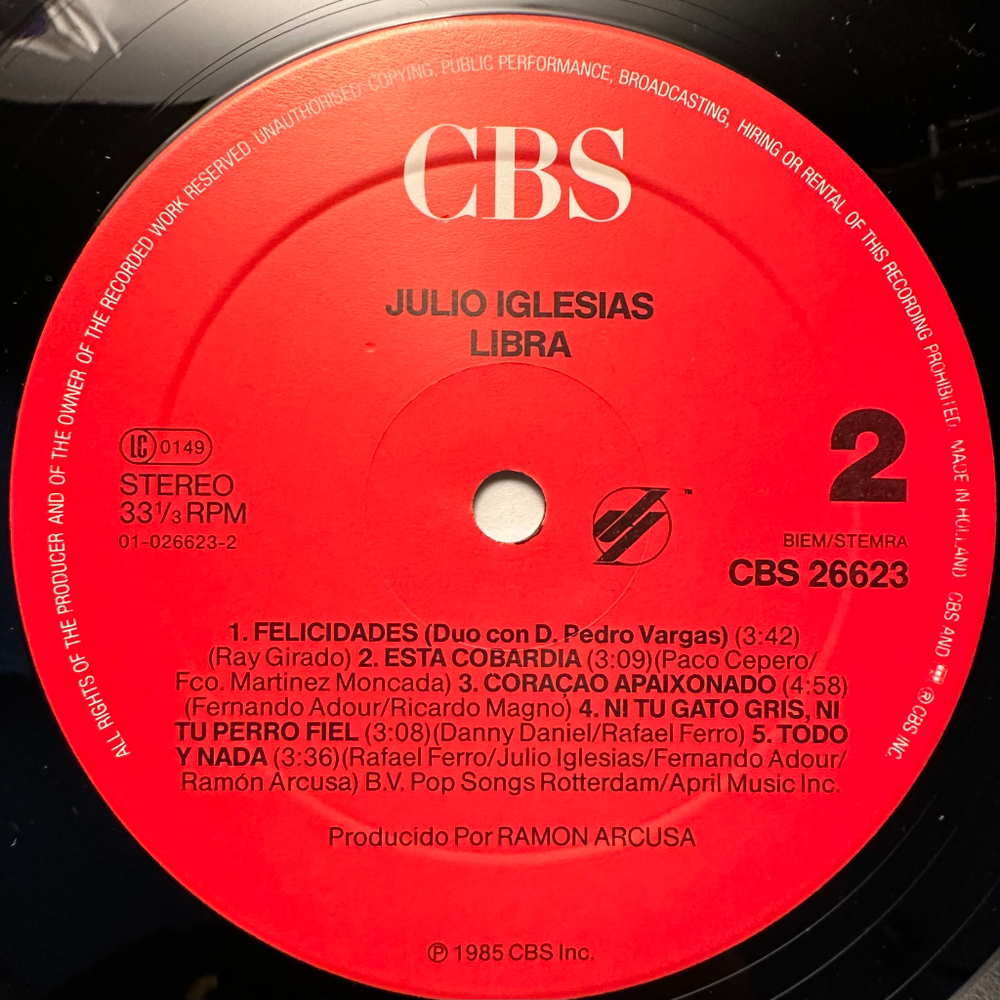 ALL RIGHTS OF THE PRODUCER AND OF THE OWNER OF THE RECORDED WORK RESERVED. UNAUTHORISED COPYING, PUBLIC PERFORMANCE, BROADCASTING, HIRING OR RENTAL OF THIS RECORDING PROHIBITED. MADE IN HOLLAND CBS AND ® CBS INC.
CBS
JULIO IGLESIAS
LIBRA
LC 0149
STEREO
33⅓ RPM
01-026623-2
™
2
BIEM/STEMRA
CBS 26623
1. FELICIDADES (Duo con D. Pedro Vargas) (3:42)
(Ray Girado) 2. ESTA COBARDIA (3:09)(Paco Cepero/
Fco. Martinez Moncada) 3. CORAÇAO APAIXONADO (4:58)
(Fernando Adour/Ricardo Magno) 4. NI TU GATO GRIS, NI
TU PERRO FIEL (3:08)(Danny Daniel/Rafael Ferro) 5. TODO
Y NADA (3:36)(Rafael Ferro/Julio Iglesias/Fernando Adour/
Ramón Arcusa) B.V. Pop Songs Rotterdam/April Music Inc.
Producido Por RAMON ARCUSA
℗ 1985 CBS Inc.